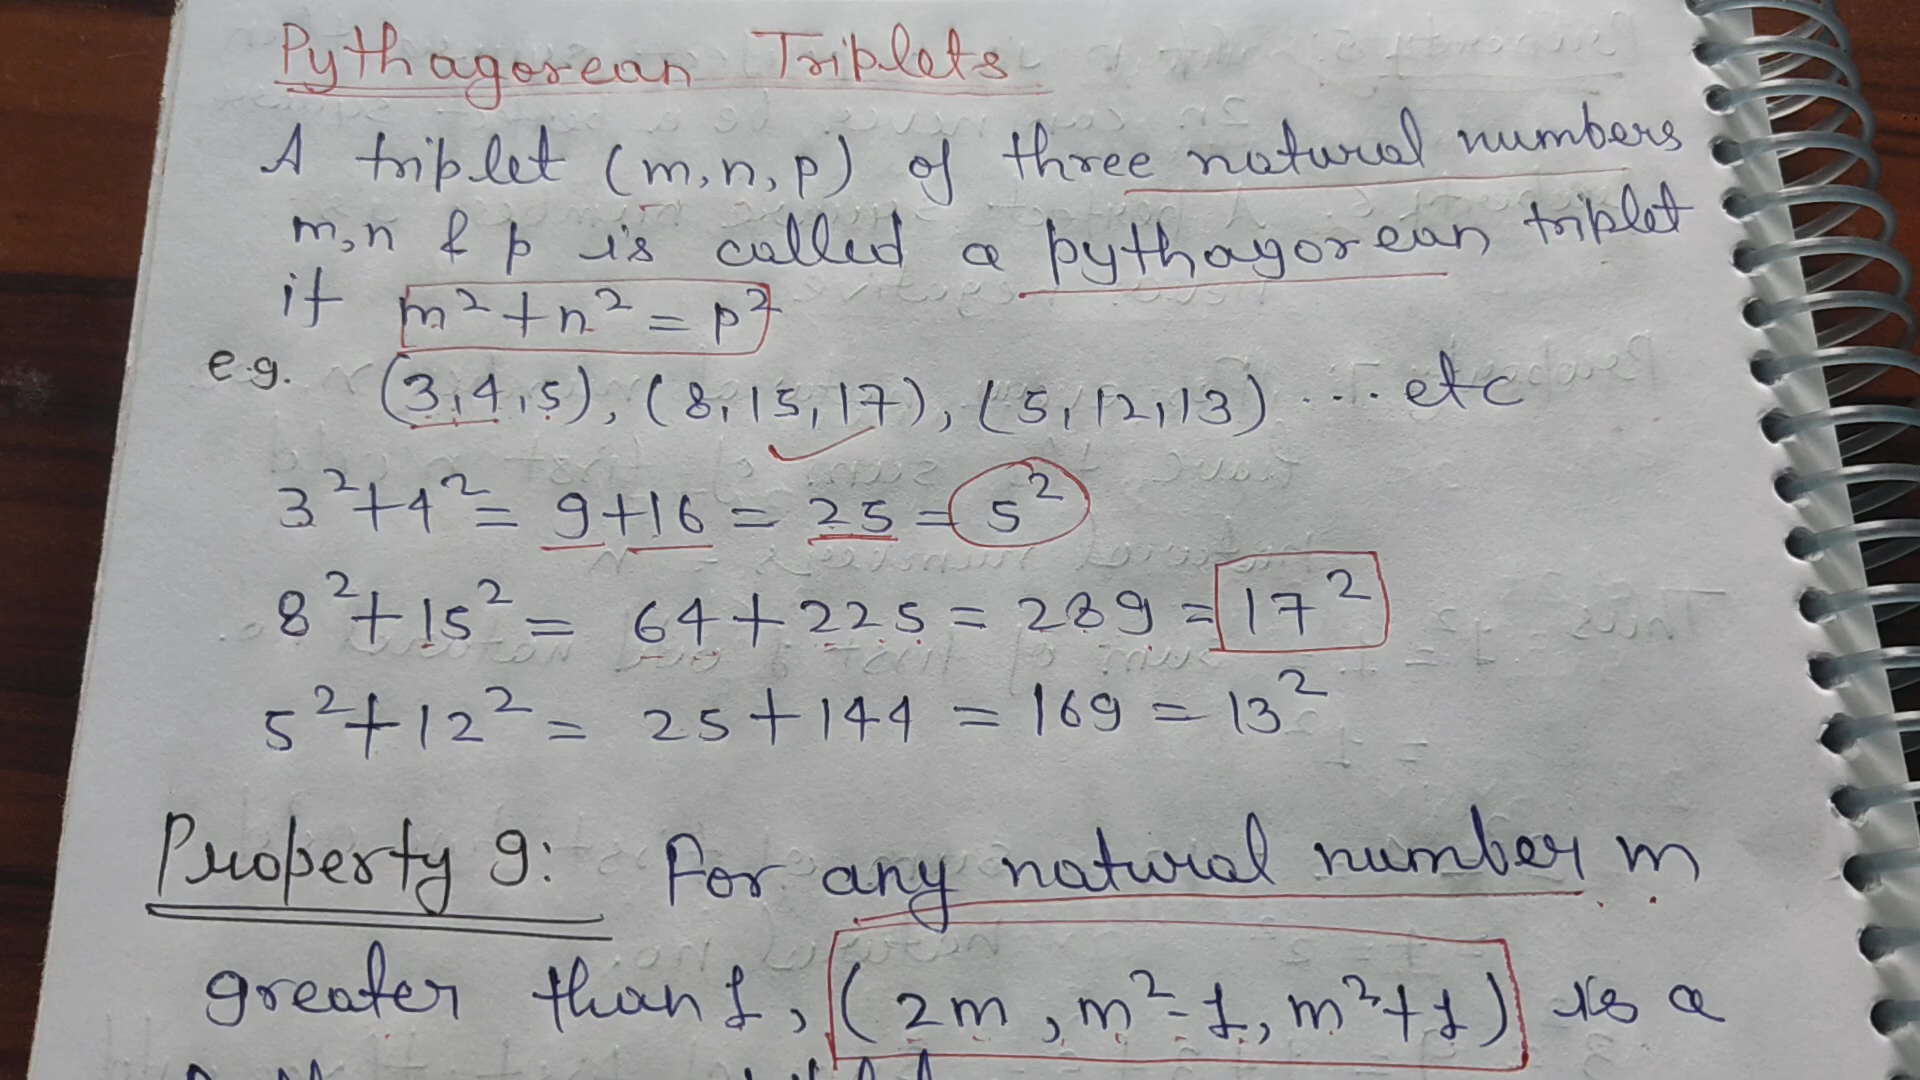 Pythagorean Triplets
A triplet (m,n,p) of three natural numbers
m,n & p is called a pythagorean triplet
if m²+n² = p²
e.g. (3,4,5), (8,15,17), (5,12,13) .... etc
3²+4² = 9+16 = 25 = 5²
8²+15² = 64+225 = 289 = 17²
5²+12² = 25+144 = 169 = 13²
Property 9: For any natural number m
greater than 1, (2m, m²-1, m²+1) is a